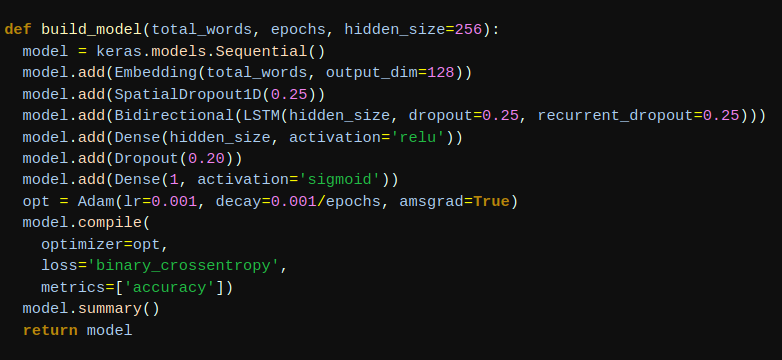 def build_model(total_words, epochs, hidden_size=256):
  model = keras.models.Sequential()
  model.add(Embedding(total_words, output_dim=128))
  model.add(SpatialDropout1D(0.25))
  model.add(Bidirectional(LSTM(hidden_size, dropout=0.25, recurrent_dropout=0.25)))
  model.add(Dense(hidden_size, activation='relu'))
  model.add(Dropout(0.20))
  model.add(Dense(1, activation='sigmoid'))
  opt = Adam(lr=0.001, decay=0.001/epochs, amsgrad=True)
  model.compile(
    optimizer=opt,
    loss='binary_crossentropy',
    metrics=['accuracy'])
  model.summary()
  return model